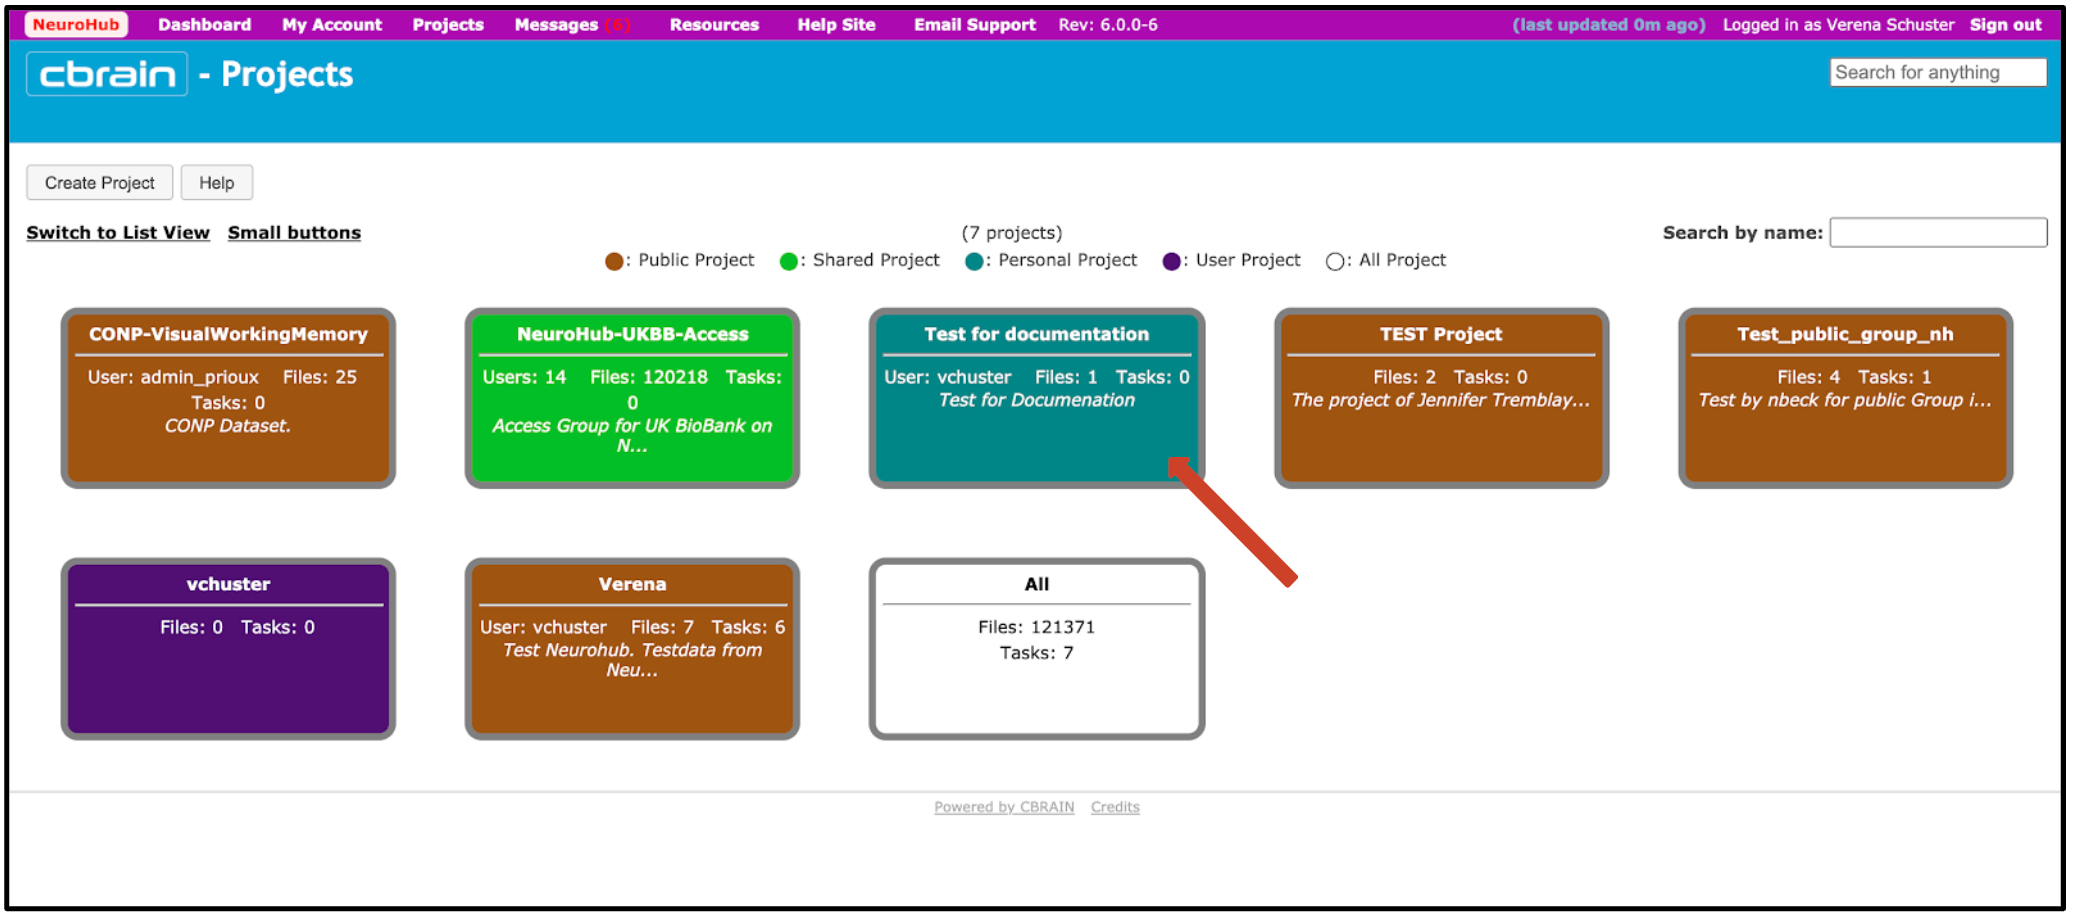 NeuroHub Dashboard My Account Projects Messages (6) Resources Help Site Email Support Rev: 6.0.0-6 (last updated 0m ago) Logged in as Verena Schuster Sign out
cbrain - Projects Search for anything
Create Project Help
Switch to List View Small buttons (7 projects) Search by name:
: Public Project : Shared Project : Personal Project : User Project : All Project
CONP-VisualWorkingMemory
User: admin_prioux Files: 25
Tasks: 0
CONP Dataset.
NeuroHub-UKBB-Access
Users: 14 Files: 120218 Tasks:
0
Access Group for UK BioBank on
N...
Test for documentation
User: vchuster Files: 1 Tasks: 0
Test for Documenation
TEST Project
Files: 2 Tasks: 0
The project of Jennifer Tremblay...
Test_public_group_nh
Files: 4 Tasks: 1
Test by nbeck for public Group i...
vchuster
Files: 0 Tasks: 0
Verena
User: vchuster Files: 7 Tasks: 6
Test Neurohub. Testdata from
Neu...
All
Files: 121371
Tasks: 7
Powered by CBRAIN Credits